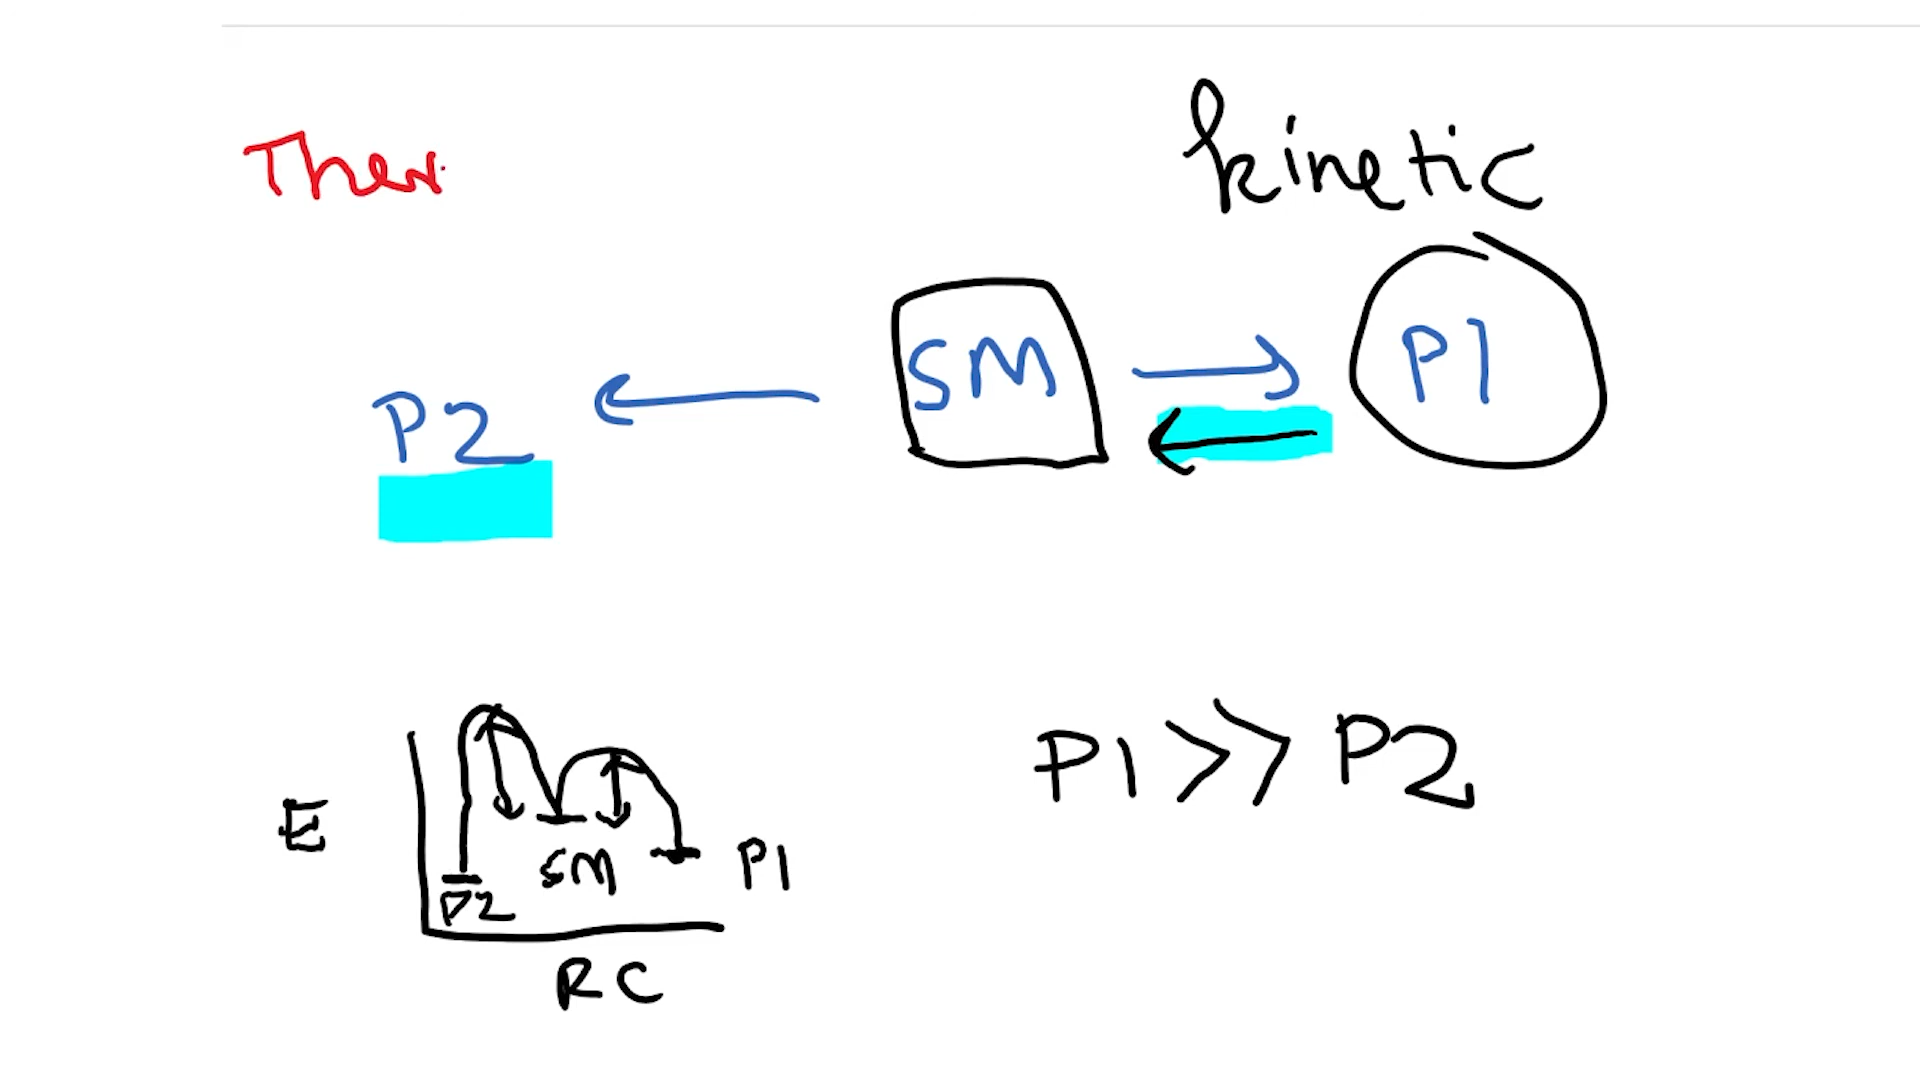 Ther
kinetic
P2 SM P1
P1 >> P2
E
SM P1
P2
RC